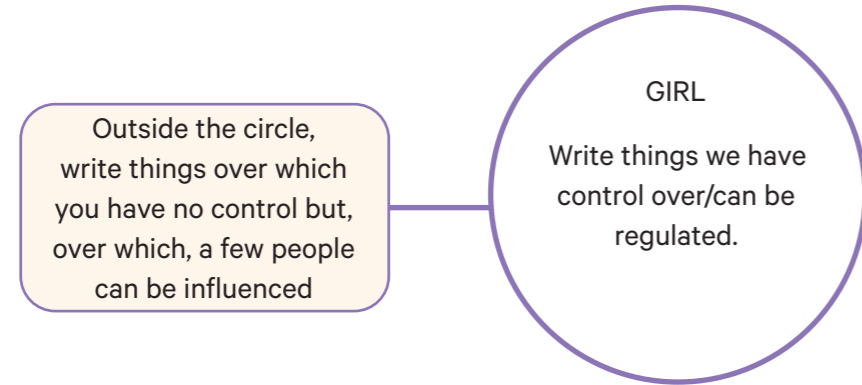 Outside the circle,
write things over which
you have no control but,
over which, a few people
can be influenced
GIRL
Write things we have
control over/can be
regulated.